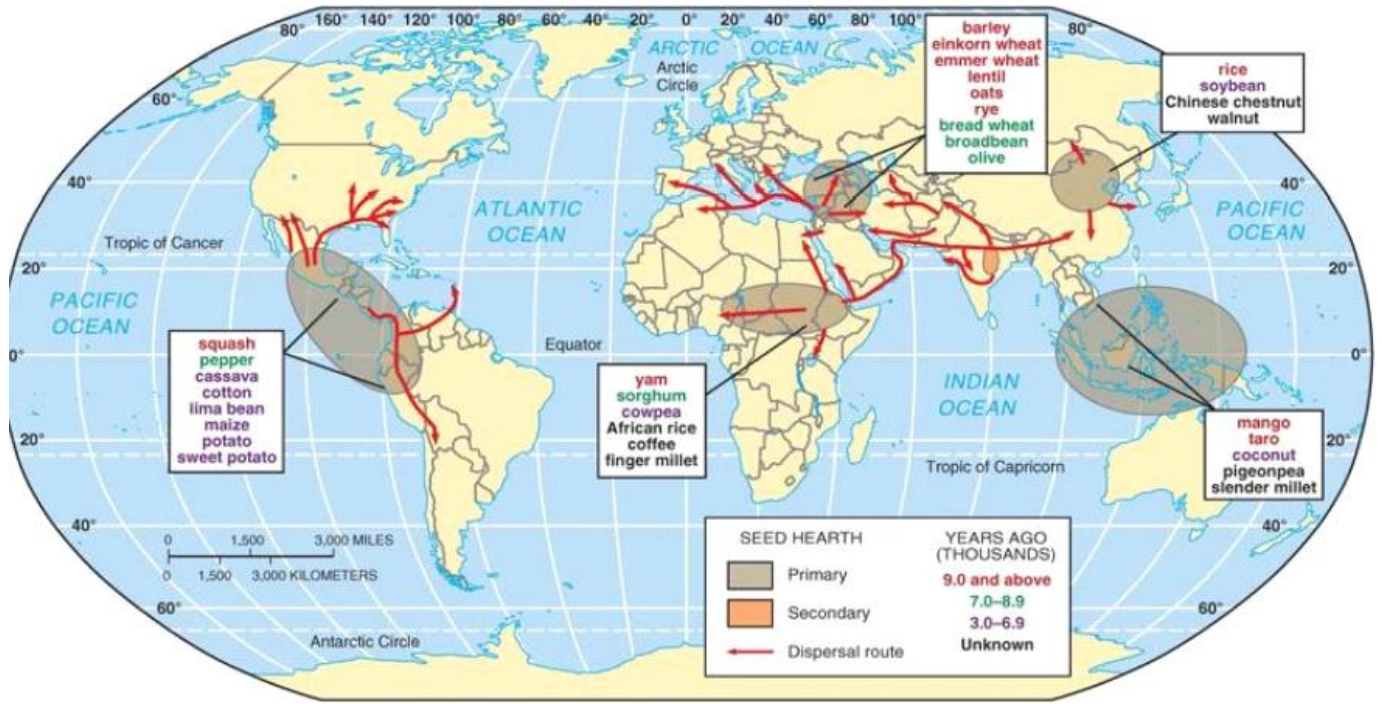 160° 140° 120° 100° 80° 60° 40° 20° 0° 20° 40° 60° 80° 100°
80°
80°
ARCTIC OCEAN
Arctic
Circle
barley
einkorn wheat
emmer wheat
lentil
oats
rye
bread wheat
broadbean
olive
rice
soybean
Chinese chestnut
walnut
60°
40°
40°
ATLANTIC
OCEAN
PACIFIC
OCEAN
Tropic of Cancer
20°
20°
PACIFIC
OCEAN
squash
pepper
cassava
cotton
lima bean
maize
potato
sweet potato
0°
Equator
0°
yam
sorghum
cowpea
African rice
coffee
finger millet
INDIAN
OCEAN
mango
taro
coconut
pigeonpea
slender millet
20°
20°
Tropic of Capricorn
40°
40°
0 1,500 3,000 MILES
0 1,500 3,000 KILOMETERS
60°
60°
Antarctic Circle
SEED HEARTH
Primary
Secondary
Dispersal route
YEARS AGO
(THOUSANDS)
9.0 and above
7.0–8.9
3.0–6.9
Unknown